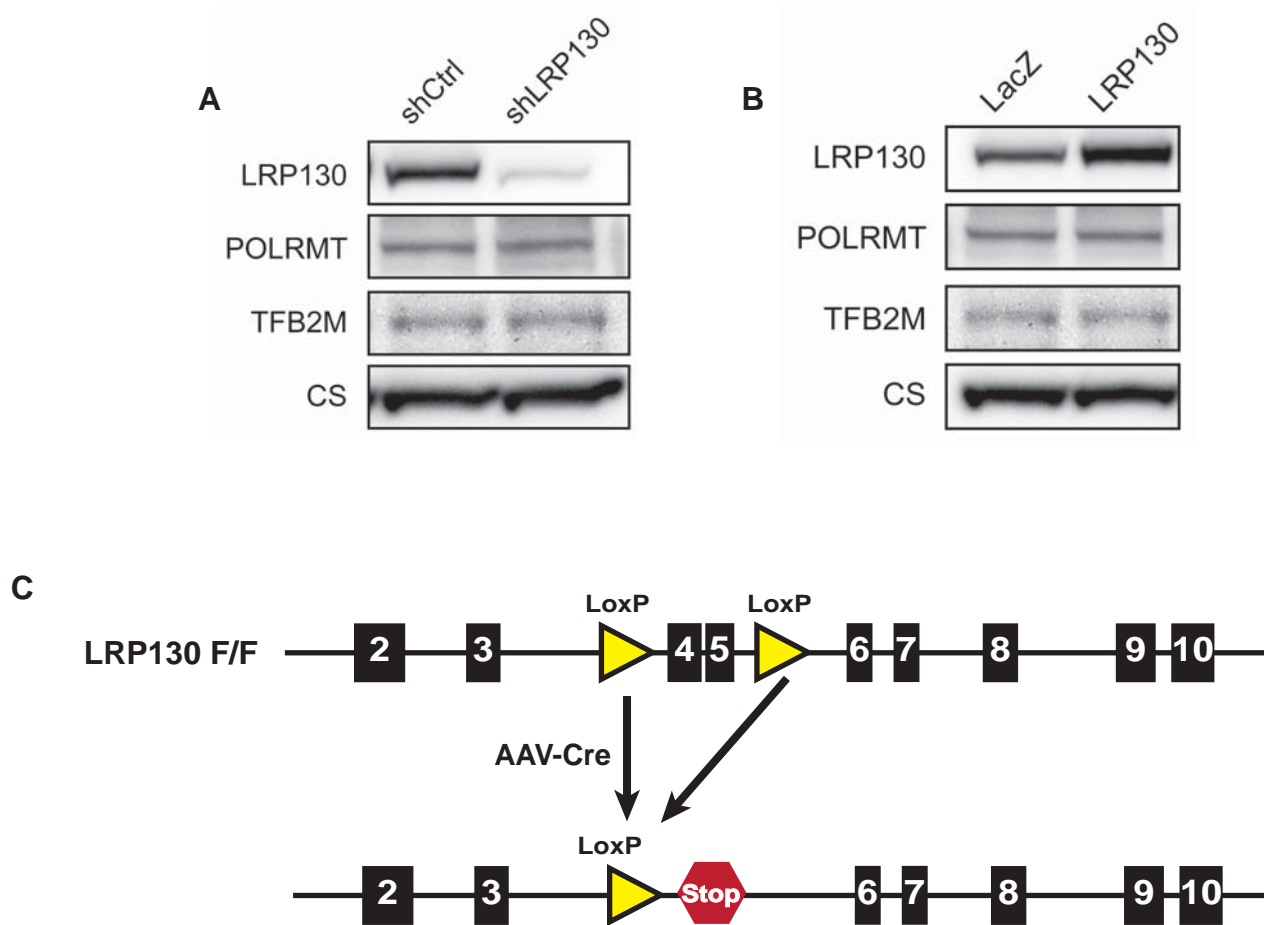 A
shCtrl shLRP130
LRP130
POLRMT
TFB2M
CS
B
LacZ LRP130
LRP130
POLRMT
TFB2M
CS
C
LoxP LoxP
LRP130 F/F 2 3 4 5 6 7 8 9 10
AAV-Cre
LoxP
2 3 Stop 6 7 8 9 10